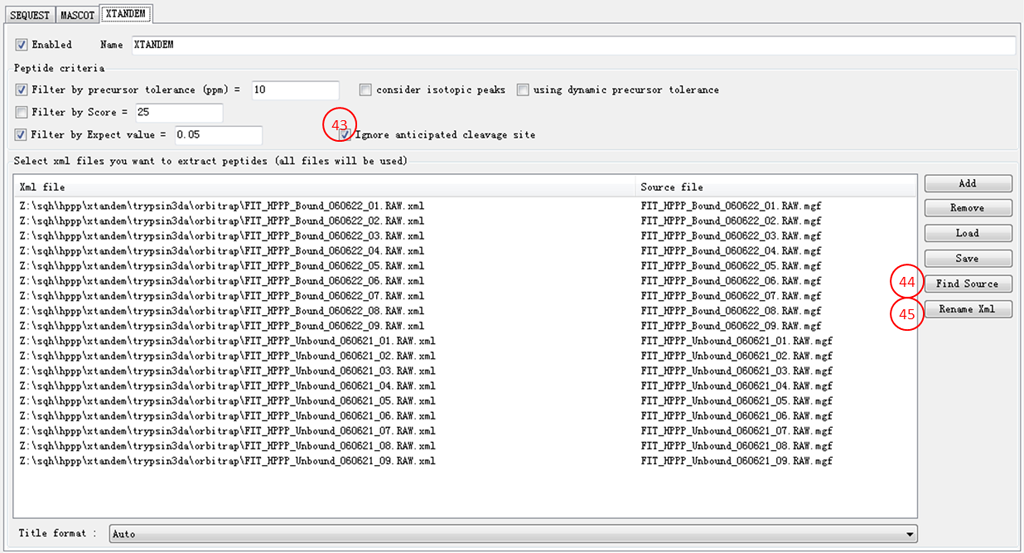 SEQUEST MASCOT XTANDEM
Enabled Name XTANDEM
Peptide criteria
Filter by precursor tolerance (ppm) = 10 consider isotopic peaks using dynamic precursor tolerance
Filter by Score = 25
Filter by Expect value = 0.05 43 Ignore anticipated cleavage site
Select xml files you want to extract peptides (all files will be used)
Xml file Source file Add
Z:\sqh\hppp\xtandem\trypsin3da\orbitrap\FIT_HPPP_Bound_060622_01.RAW.xml FIT_HPPP_Bound_060622_01.RAW.mgf Remove
Z:\sqh\hppp\xtandem\trypsin3da\orbitrap\FIT_HPPP_Bound_060622_02.RAW.xml FIT_HPPP_Bound_060622_02.RAW.mgf
Z:\sqh\hppp\xtandem\trypsin3da\orbitrap\FIT_HPPP_Bound_060622_03.RAW.xml FIT_HPPP_Bound_060622_03.RAW.mgf Load
Z:\sqh\hppp\xtandem\trypsin3da\orbitrap\FIT_HPPP_Bound_060622_04.RAW.xml FIT_HPPP_Bound_060622_04.RAW.mgf Save
Z:\sqh\hppp\xtandem\trypsin3da\orbitrap\FIT_HPPP_Bound_060622_05.RAW.xml FIT_HPPP_Bound_060622_05.RAW.mgf
Z:\sqh\hppp\xtandem\trypsin3da\orbitrap\FIT_HPPP_Bound_060622_06.RAW.xml FIT_HPPP_Bound_060622_06.RAW.mgf 44 Find Source
Z:\sqh\hppp\xtandem\trypsin3da\orbitrap\FIT_HPPP_Bound_060622_07.RAW.xml FIT_HPPP_Bound_060622_07.RAW.mgf
Z:\sqh\hppp\xtandem\trypsin3da\orbitrap\FIT_HPPP_Bound_060622_08.RAW.xml FIT_HPPP_Bound_060622_08.RAW.mgf 45 Rename Xml
Z:\sqh\hppp\xtandem\trypsin3da\orbitrap\FIT_HPPP_Bound_060622_09.RAW.xml FIT_HPPP_Bound_060622_09.RAW.mgf
Z:\sqh\hppp\xtandem\trypsin3da\orbitrap\FIT_HPPP_Unbound_060621_01.RAW.xml FIT_HPPP_Unbound_060621_01.RAW.mgf
Z:\sqh\hppp\xtandem\trypsin3da\orbitrap\FIT_HPPP_Unbound_060621_02.RAW.xml FIT_HPPP_Unbound_060621_02.RAW.mgf
Z:\sqh\hppp\xtandem\trypsin3da\orbitrap\FIT_HPPP_Unbound_060621_03.RAW.xml FIT_HPPP_Unbound_060621_03.RAW.mgf
Z:\sqh\hppp\xtandem\trypsin3da\orbitrap\FIT_HPPP_Unbound_060621_04.RAW.xml FIT_HPPP_Unbound_060621_04.RAW.mgf
Z:\sqh\hppp\xtandem\trypsin3da\orbitrap\FIT_HPPP_Unbound_060621_05.RAW.xml FIT_HPPP_Unbound_060621_05.RAW.mgf
Z:\sqh\hppp\xtandem\trypsin3da\orbitrap\FIT_HPPP_Unbound_060621_06.RAW.xml FIT_HPPP_Unbound_060621_06.RAW.mgf
Z:\sqh\hppp\xtandem\trypsin3da\orbitrap\FIT_HPPP_Unbound_060621_07.RAW.xml FIT_HPPP_Unbound_060621_07.RAW.mgf
Z:\sqh\hppp\xtandem\trypsin3da\orbitrap\FIT_HPPP_Unbound_060621_08.RAW.xml FIT_HPPP_Unbound_060621_08.RAW.mgf
Z:\sqh\hppp\xtandem\trypsin3da\orbitrap\FIT_HPPP_Unbound_060621_09.RAW.xml FIT_HPPP_Unbound_060621_09.RAW.mgf
Title format : Auto